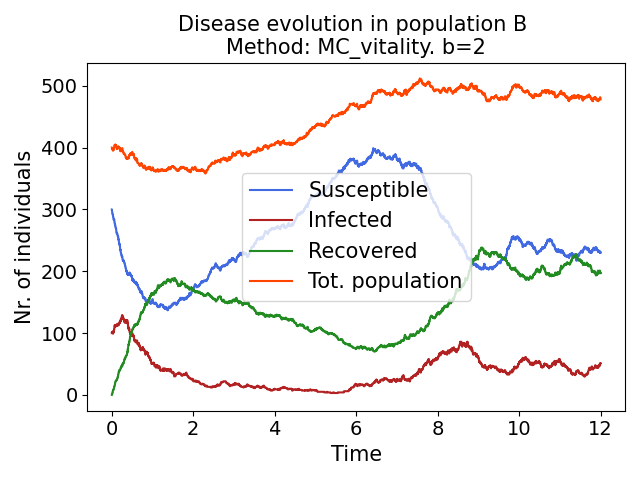 Disease evolution in population B
Method: MC_vitality. b=2
500
400
300
200
100
0
Nr. of individuals
Susceptible
Infected
Recovered
Tot. population
0 2 4 6 8 10 12
Time